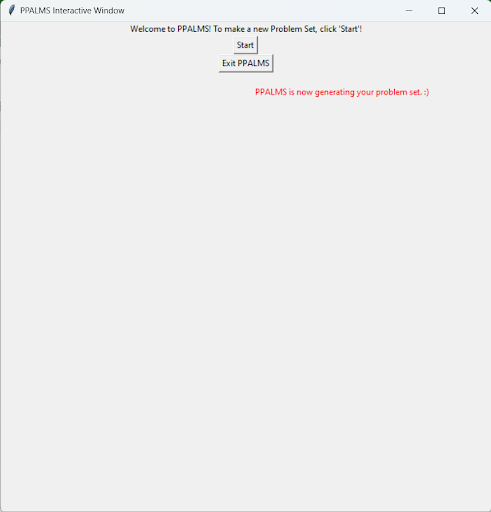 PPALMS Interactive Window
Welcome to PPALMS! To make a new Problem Set, click 'Start'!
Start
Exit PPALMS
PPALMS is now generating your problem set. :)